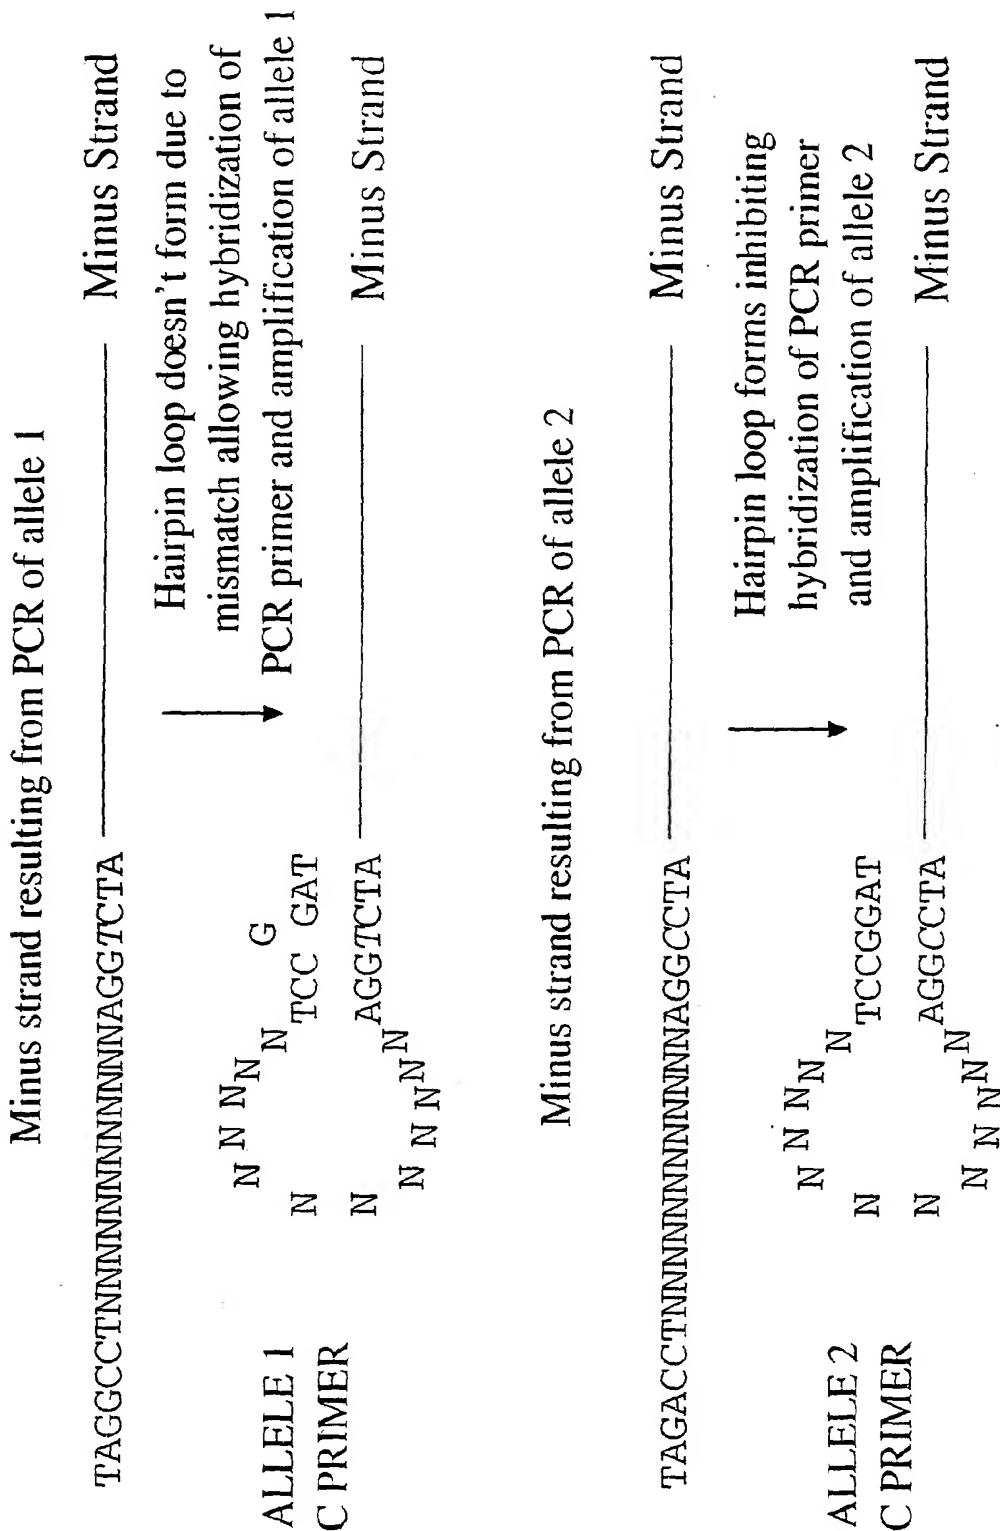 Minus strand resulting from PCR of allele 1
TAGGCCTNNNNNNNNNNNNAGGTCTA
Minus Strand
Hairpin loop doesn't form due to
mismatch allowing hybridization of
PCR primer and amplification of allele 1
ALLELE 1
C PRIMER
N N N N N
G
TCC GAT
N
N
AGGTCTA
N N N N N
Minus Strand
Minus strand resulting from PCR of allele 2
TAGACCTNNNNNNNNNNNNAGGCCTA
Minus Strand
Hairpin loop forms inhibiting
hybridization of PCR primer
and amplification of allele 2
ALLELE 2
C PRIMER
N N N N N
TCCGGAT
N
N
AGGCCTA
N N N N N
Minus Strand